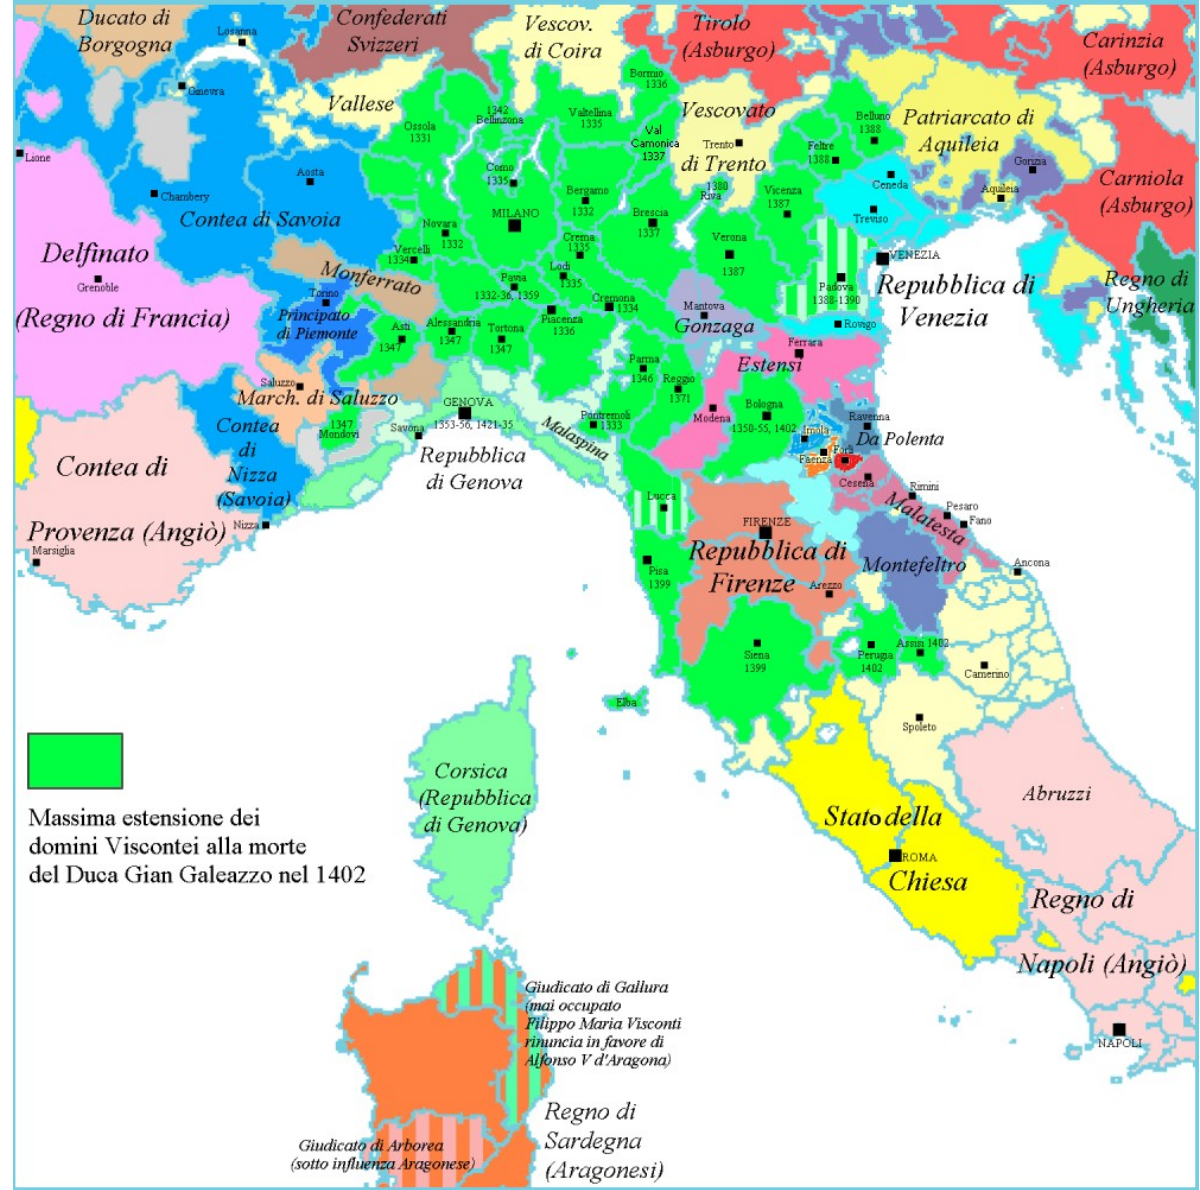 Ducato di
Borgogna
Losanna
Confederati
Svizzeri
Vescov.
di Coira
Tirolo
(Asburgo)
Carinzia
(Asburgo)
Ginevra
Vallese
Ossola
1331
1342
Bellinzona
Valtellina
1335
Bormio
1336
Val
Camonica
1337
Vescovato
Trento
di Trento
1380
Riva
Belluno
1388
Feltre
1388
Patriarcato di
Aquileia
Gorizia
Aquileia
Carniola
(Asburgo)
Lione
Chambery
Aosta
Contea di Savoia
Como
1335
Bergamo
1332
Brescia
1337
Vicenza
1387
Ceneda
Treviso
MILANO
Novara
1332
Vercelli
1334
Crema
1335
Lodi
1335
Verona
1387
VENEZIA
Repubblica di
Venezia
Regno di
Ungheria
Delfinato
Grenoble
(Regno di Francia)
Monferrato
Torino
Principato
di Piemonte
Pavia
1332-36, 1359
Piacenza
1336
Cremona
1334
Mantova
Gonzaga
Padova
1388-1390
Rovigo
Asti
1347
Alessandria
1347
Tortona
1347
Parma
1346
Reggio
1371
Ferrara
Estensi
Modena
Bologna
1350-55, 1402
Saluzzo
March. di Saluzzo
1347
Mondovì
GENOVA
1353-56, 1421-35
Savona
Repubblica
di Genova
Malaspina
Pontremoli
1333
Imola
Faenza
Forlì
Ravenna
Da Polenta
Cesena
Rimini
Malatesta
Pesaro
Fano
Contea
di
Nizza
(Savoia)
Nizza
Contea di
Provenza (Angiò)
Marsiglia
Lucca
FIRENZE
Repubblica di
Firenze
Arezzo
Montefeltro
Ancona
Pisa
1399
Siena
1399
Perugia
1402
Assisi 1402
Camerino
Elba
Spoleto
Corsica
(Repubblica
di Genova)
Abruzzi
Stato della
ROMA
Chiesa
Regno di
Napoli (Angiò)
NAPOLI
Massima estensione dei
domini Viscontei alla morte
del Duca Gian Galeazzo nel 1402
Giudicato di Gallura
(mai occupato
Filippo Maria Visconti
rinuncia in favore di
Alfonso V d'Aragona)
Regno di
Sardegna
(Aragonesi)
Giudicato di Arborea
(sotto influenza Aragonese)